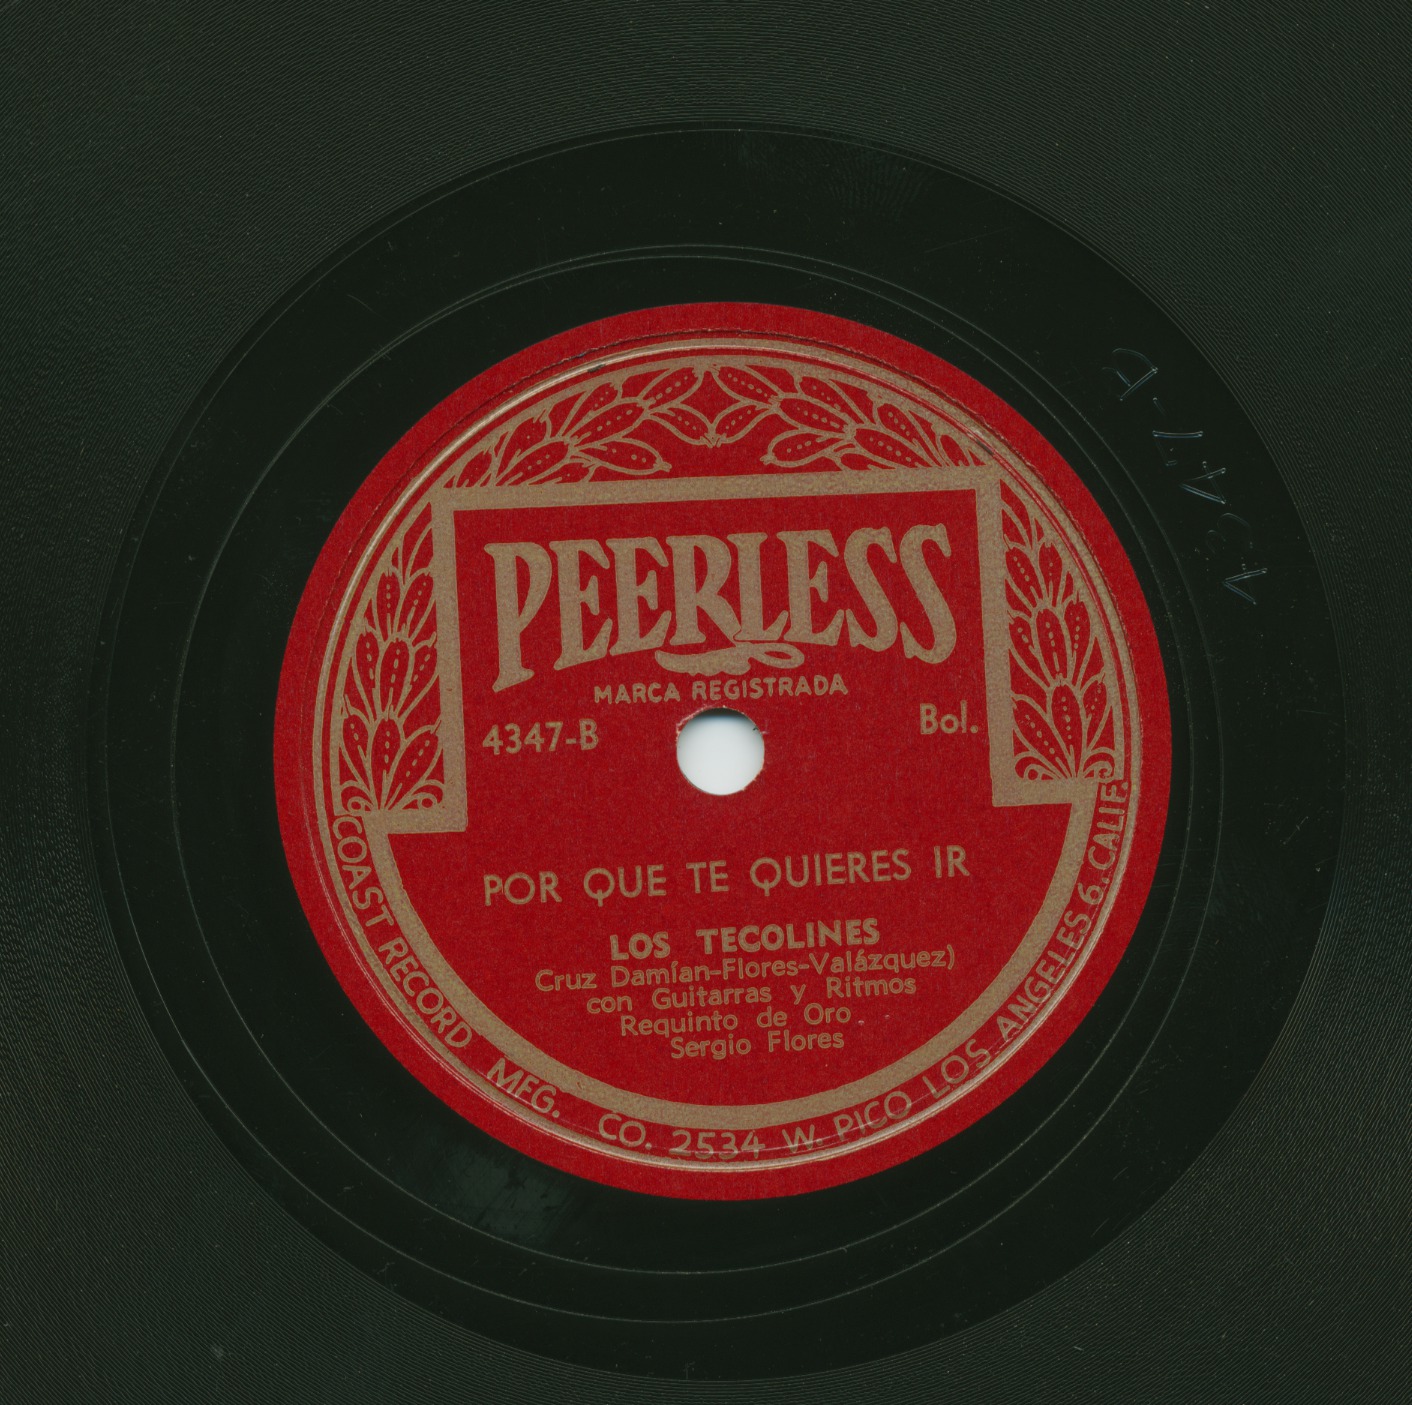 PEERLESS
MARCA REGISTRADA
4347-B
Bol.
POR QUE TE QUIERES IR
LOS TECOLINES
Cruz Damían-Flores-Valázquez)
con Guitarras y Ritmos
Requinto de Oro
Sergio Flores
COAST RECORD MFG. CO. 2534 W. PICO LOS ANGELES 6, CALIF.